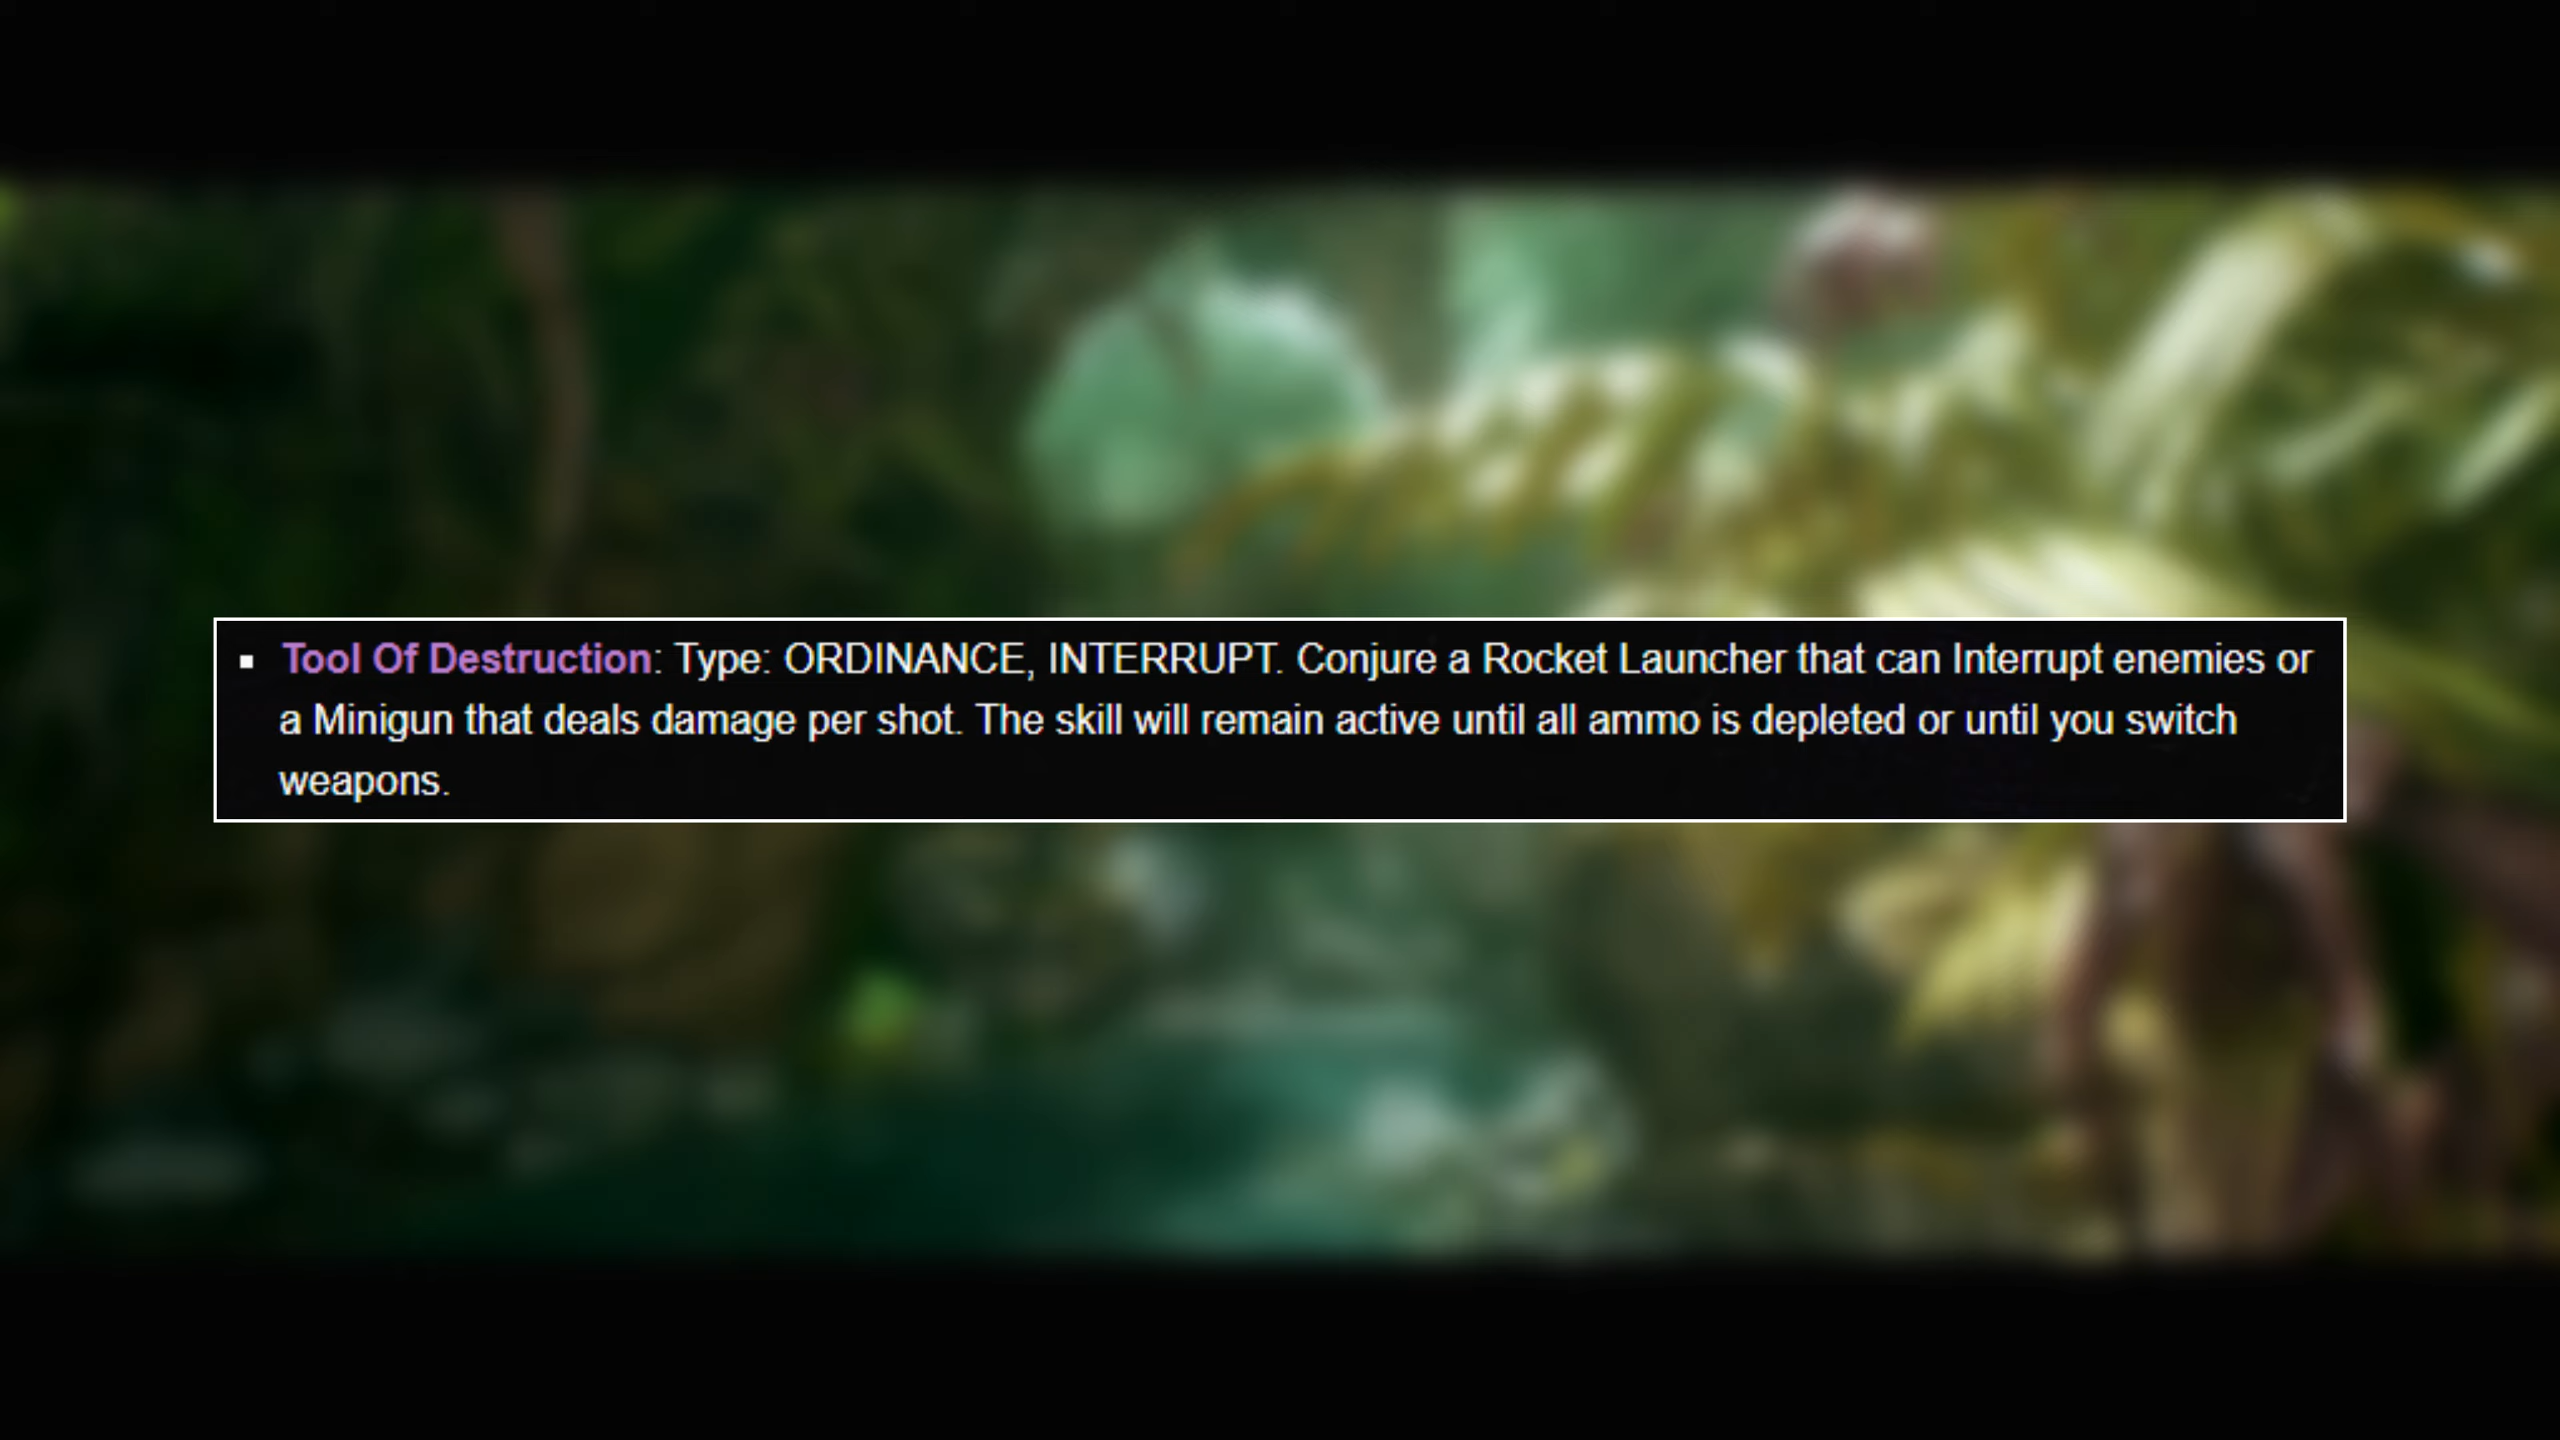 ▪ Tool Of Destruction: Type: ORDINANCE, INTERRUPT. Conjure a Rocket Launcher that can Interrupt enemies or
a Minigun that deals damage per shot. The skill will remain active until all ammo is depleted or until you switch
weapons.